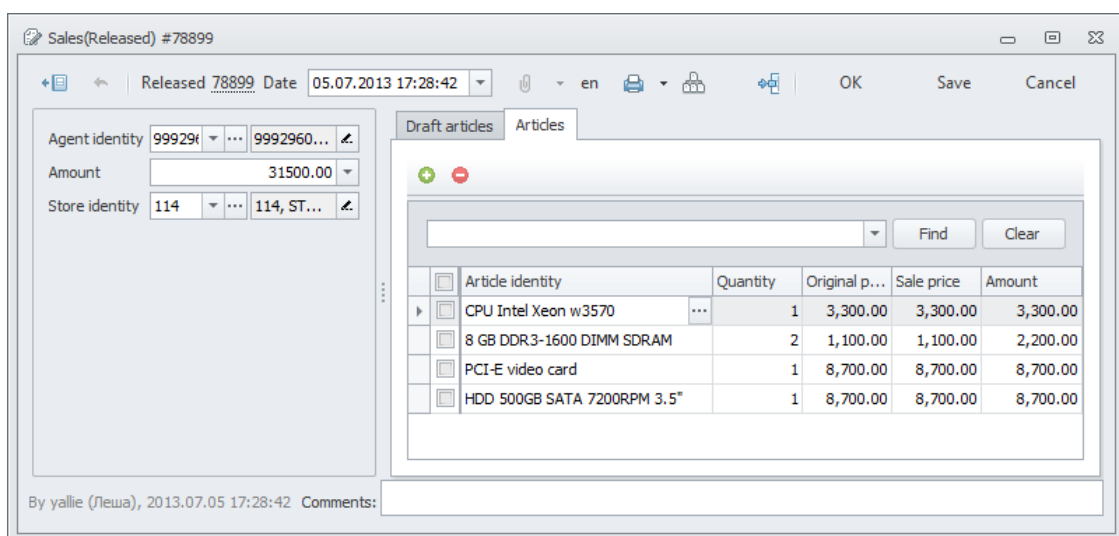 Sales(Released) #78899
Released 78899 Date 05.07.2013 17:28:42 en OK Save Cancel
Agent identity 99929 9992960...
Amount 31500.00
Store identity 114 114, ST...
Draft articles Articles
Find Clear
Article identity Quantity Original p... Sale price Amount
CPU Intel Xeon w3570 ... 1 3,300.00 3,300.00 3,300.00
8 GB DDR3-1600 DIMM SDRAM 2 1,100.00 1,100.00 2,200.00
PCI-E video card 1 8,700.00 8,700.00 8,700.00
HDD 500GB SATA 7200RPM 3.5" 1 8,700.00 8,700.00 8,700.00
By yallie (Леша), 2013.07.05 17:28:42 Comments: